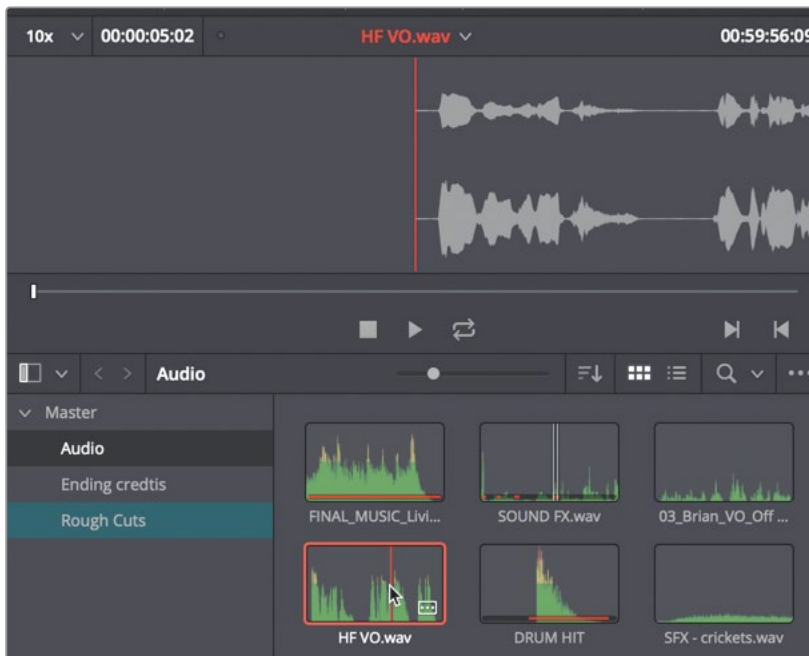 10x 00:00:05:02 HF VO.wav 00:59:56:09
Audio
Master
Audio
Ending credtis
Rough Cuts
FINAL_MUSIC_Livi... SOUND FX.wav 03_Brian_VO_Off ...
HF VO.wav DRUM HIT SFX - crickets.wav